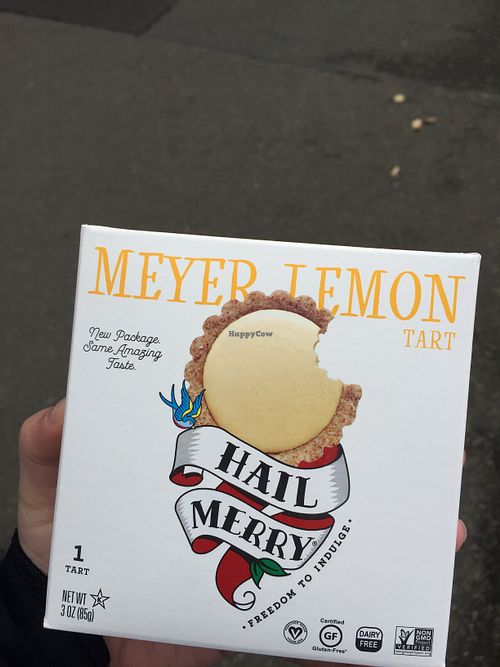 MEYER LEMON
TART
New Package.
Same Amazing
Taste.
HappyCow
HAIL
MERRY®
• FREEDOM TO INDULGE •
1
TART
NET WT
3 OZ (85g)
K
Certified
GF
Gluten-Free®
DAIRY
FREE
NON
GMO
Project
VERIFIED